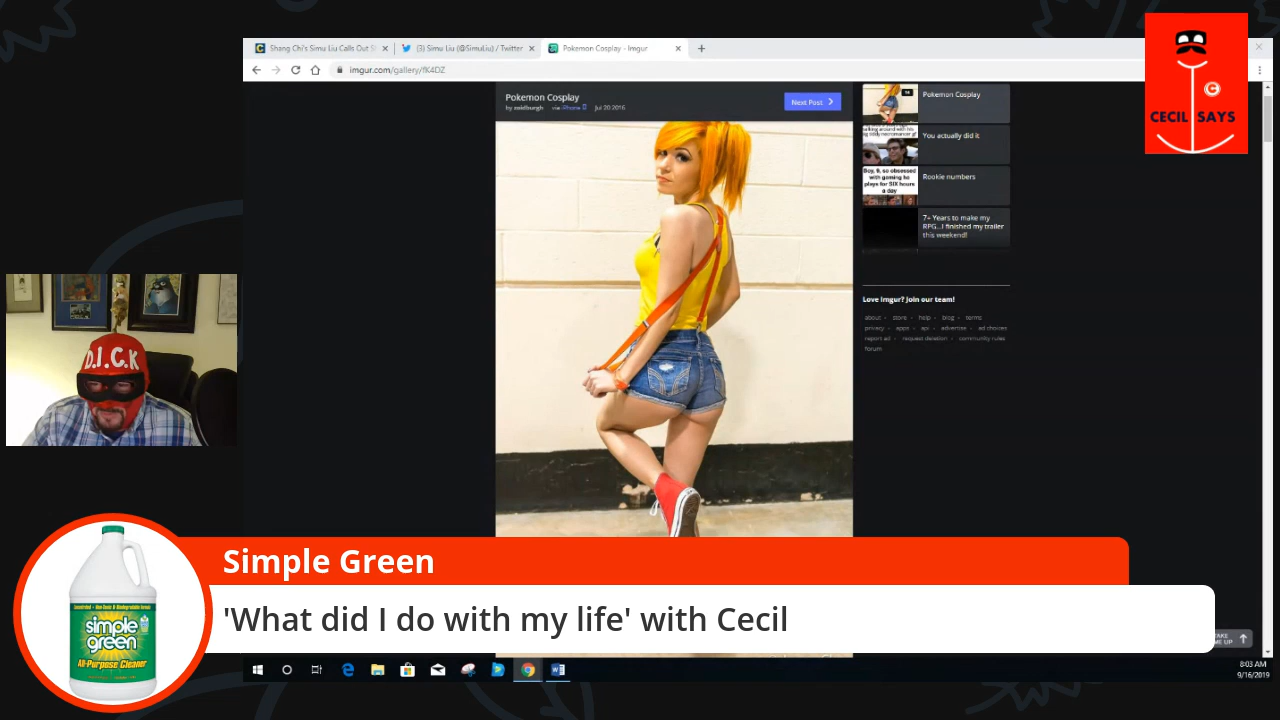 Shang Chi's Simu Liu Calls Out S
(3) Simu Liu (@SimuLiu) / Twitter
Pokemon Cosplay - Imgur
imgur.com/gallery/fK4DZ
Pokemon Cosplay
via iPhone
Jul 20 2016
Next Post
Pokemon Cosplay
You actually did it
Boy, 9, so obsessed
with gaming he
plays for SIX hours
a day
Rookie numbers
7+ Years to make my
RPG...I finished my trailer
this weekend!
Love Imgur? Join our team!
about store help blog terms
privacy apps api advertise ad choices
report ad request deletion community rules
forum
C
CECIL SAYS
D.I.C.K
simple
green
All-Purpose Cleaner
Simple Green
'What did I do with my life' with Cecil
TAKE
ME UP
8:03 AM
9/16/2019